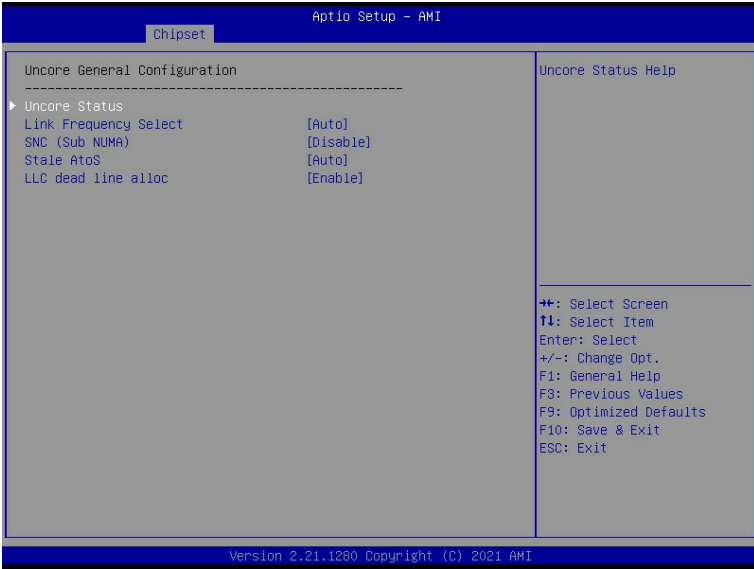 Aptio Setup – AMI
Chipset
Uncore General Configuration
--------------------------------------------------
Uncore Status
Link Frequency Select [Auto]
SNC (Sub NUMA) [Disable]
Stale AtoS [Auto]
LLC dead line alloc [Enable]
Uncore Status Help
→←: Select Screen
↑↓: Select Item
Enter: Select
+/-: Change Opt.
F1: General Help
F3: Previous Values
F9: Optimized Defaults
F10: Save & Exit
ESC: Exit
Version 2.21.1280 Copyright (C) 2021 AMI